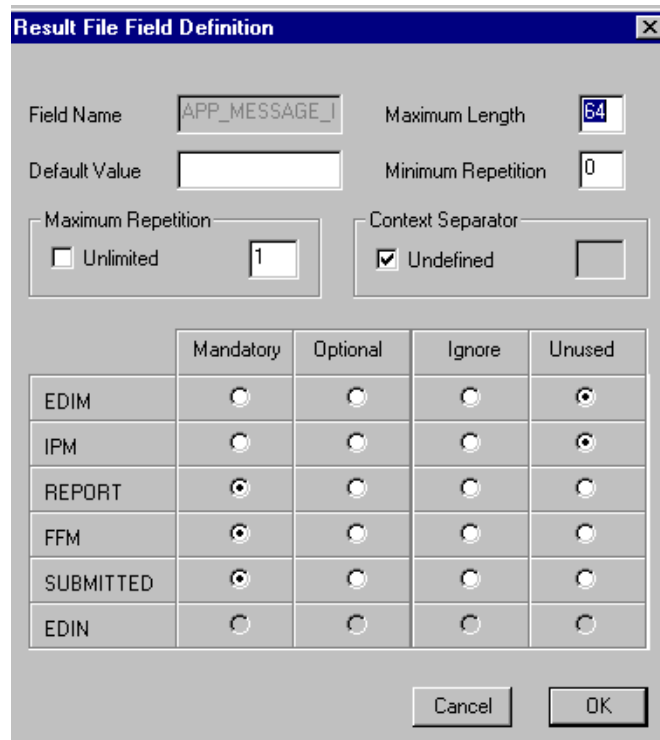 Result File Field Definition
Field Name APP_MESSAGE_I Maximum Length 64
Default Value Minimum Repetition 0
Maximum Repetition Context Separator
Unlimited 1 Undefined
Mandatory Optional Ignore Unused
EDIM
IPM
REPORT
FFM
SUBMITTED
EDIN
Cancel OK